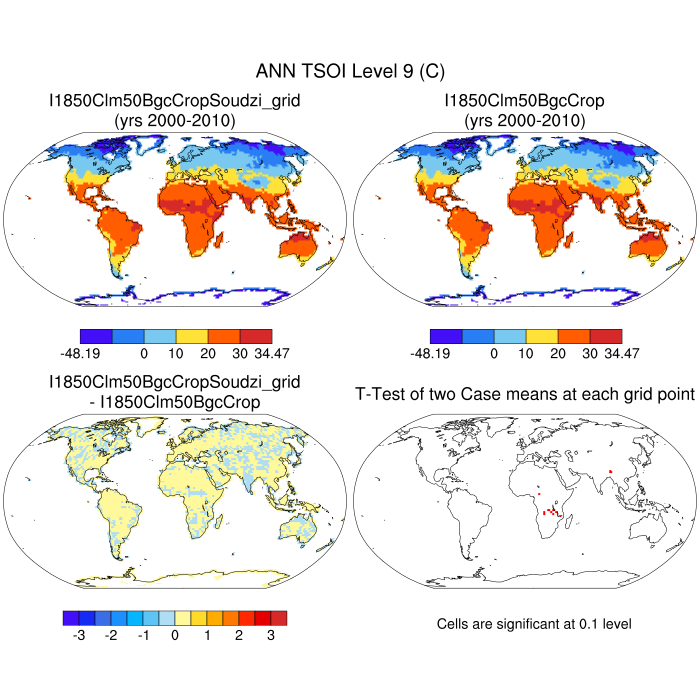 ANN TSOI Level 9 (C)
I1850Clm50BgcCropSoudzi_grid
(yrs 2000-2010)
I1850Clm50BgcCrop
(yrs 2000-2010)
-48.19 0 10 20 30 34.47
-48.19 0 10 20 30 34.47
I1850Clm50BgcCropSoudzi_grid
- I1850Clm50BgcCrop
T-Test of two Case means at each grid point
-3 -2 -1 0 1 2 3
Cells are significant at 0.1 level